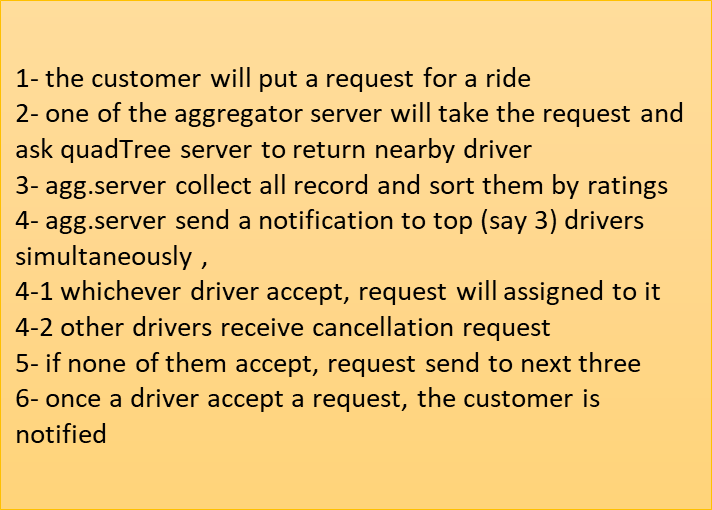 1- the customer will put a request for a ride
2- one of the aggregator server will take the request and
ask quadTree server to return nearby driver
3- agg.server collect all record and sort them by ratings
4- agg.server send a notification to top (say 3) drivers
simultaneously ,
4-1 whichever driver accept, request will assigned to it
4-2 other drivers receive cancellation request
5- if none of them accept, request send to next three
6- once a driver accept a request, the customer is
notified